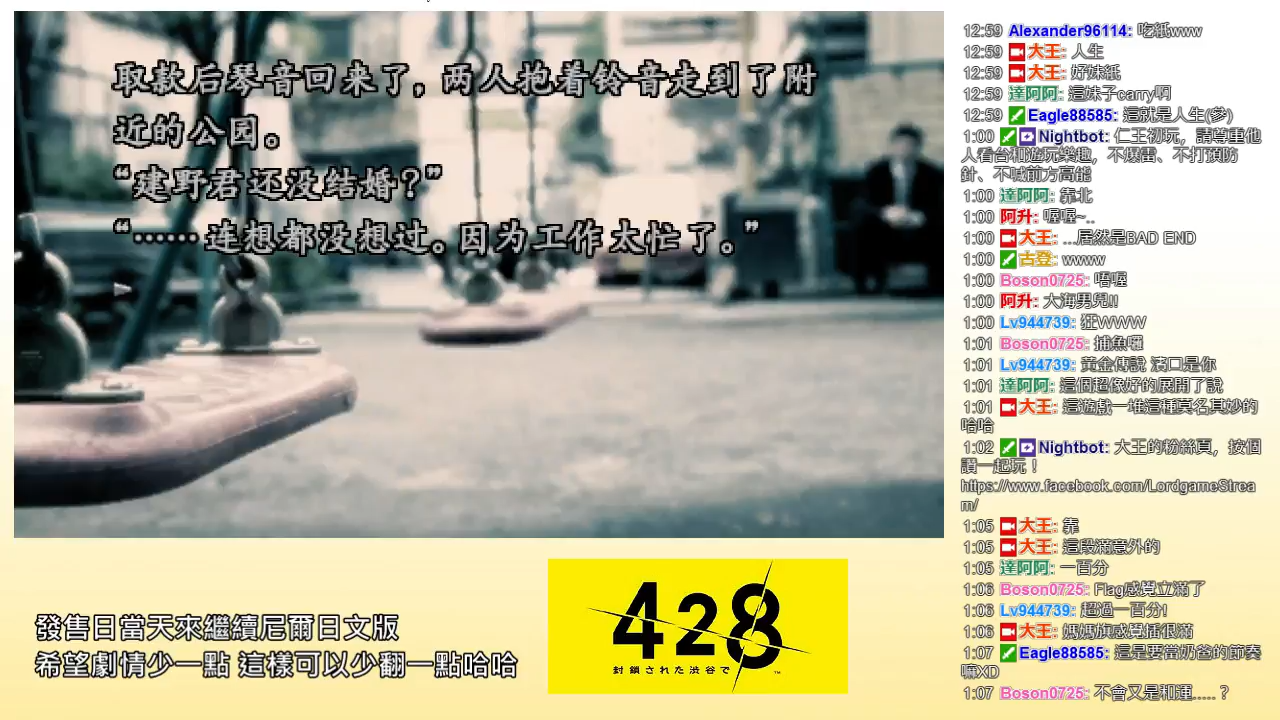 取款后琴音回来了，两人抱着铃音走到了附
近的公园。
“建野君还没结婚？”
“……连想都没想过。因为工作太忙了。”
發售日當天來繼續尼爾日文版
希望劇情少一點 這樣可以少翻一點哈哈
428
封鎖された渋谷で
TM
12:59 Alexander96114: 吃紙www
12:59 大王: 人生
12:59 大王: 好妹紙
12:59 達阿阿: 這妹子carry啊
12:59 Eagle88585: 這就是人生(爹)
1:00 Nightbot: 仁王初玩，請尊重他
人看台和遊玩樂趣，不爆雷、不打預防
針、不喊前方高能
1:00 達阿阿: 靠北
1:00 阿升: 喔喔~..
1:00 大王: ...居然是BAD END
1:00 古登: wwww
1:00 Boson0725: 唔喔
1:00 阿升: 大海男兒!!
1:00 Lv944739: 狂WWW
1:01 Boson0725: 捕魚囉
1:01 Lv944739: 黃金傳說 濱口是你
1:01 達阿阿: 這個超像好的展開了說
1:01 大王: 這遊戲一堆這種莫名其妙的
哈哈
1:02 Nightbot: 大王的粉絲頁，按個
讚一起玩！
https://www.facebook.com/LordgameStrea
m/
1:05 大王: 靠
1:05 大王: 這段滿意外的
1:05 達阿阿: 一百分
1:06 Boson0725: Flag感覺立滿了
1:06 Lv944739: 超過一百分!
1:06 大王: 媽媽旗感覺插很滿
1:07 Eagle88585: 這是要當奶爸的節奏
嘛XD
1:07 Boson0725: 不會又是和運.....？